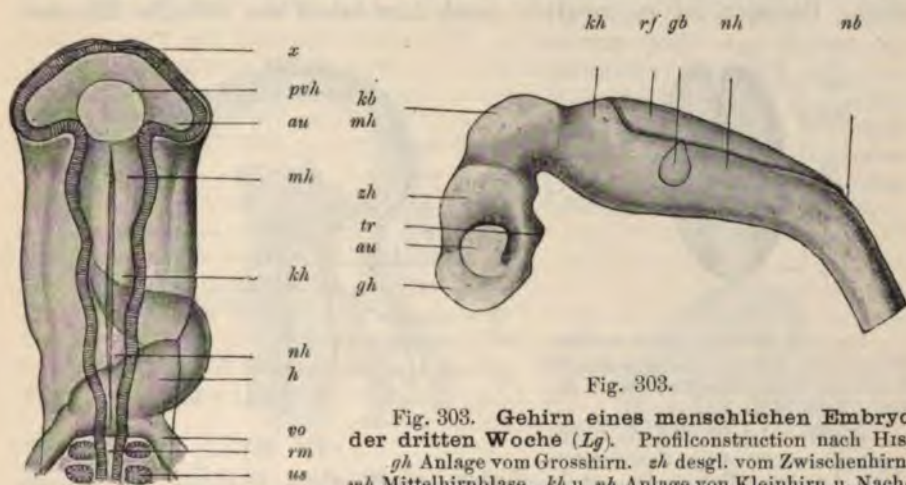 x
pvh
au
mh
kh
nh
h
vo
rm
us
kh rf gb nh nb
kb
mh
zh
tr
au
gh
Fig. 303.
Fig. 303. Gehirn eines menschlichen Embryo
der dritten Woche (Lg). Profilconstruction nach HIS
gh Anlage vom Grosshirn. zh desgl. vom Zwischenhirn
mh Mittelhirnblase. kh u. nh Anlage von Kleinhirn u. Nach